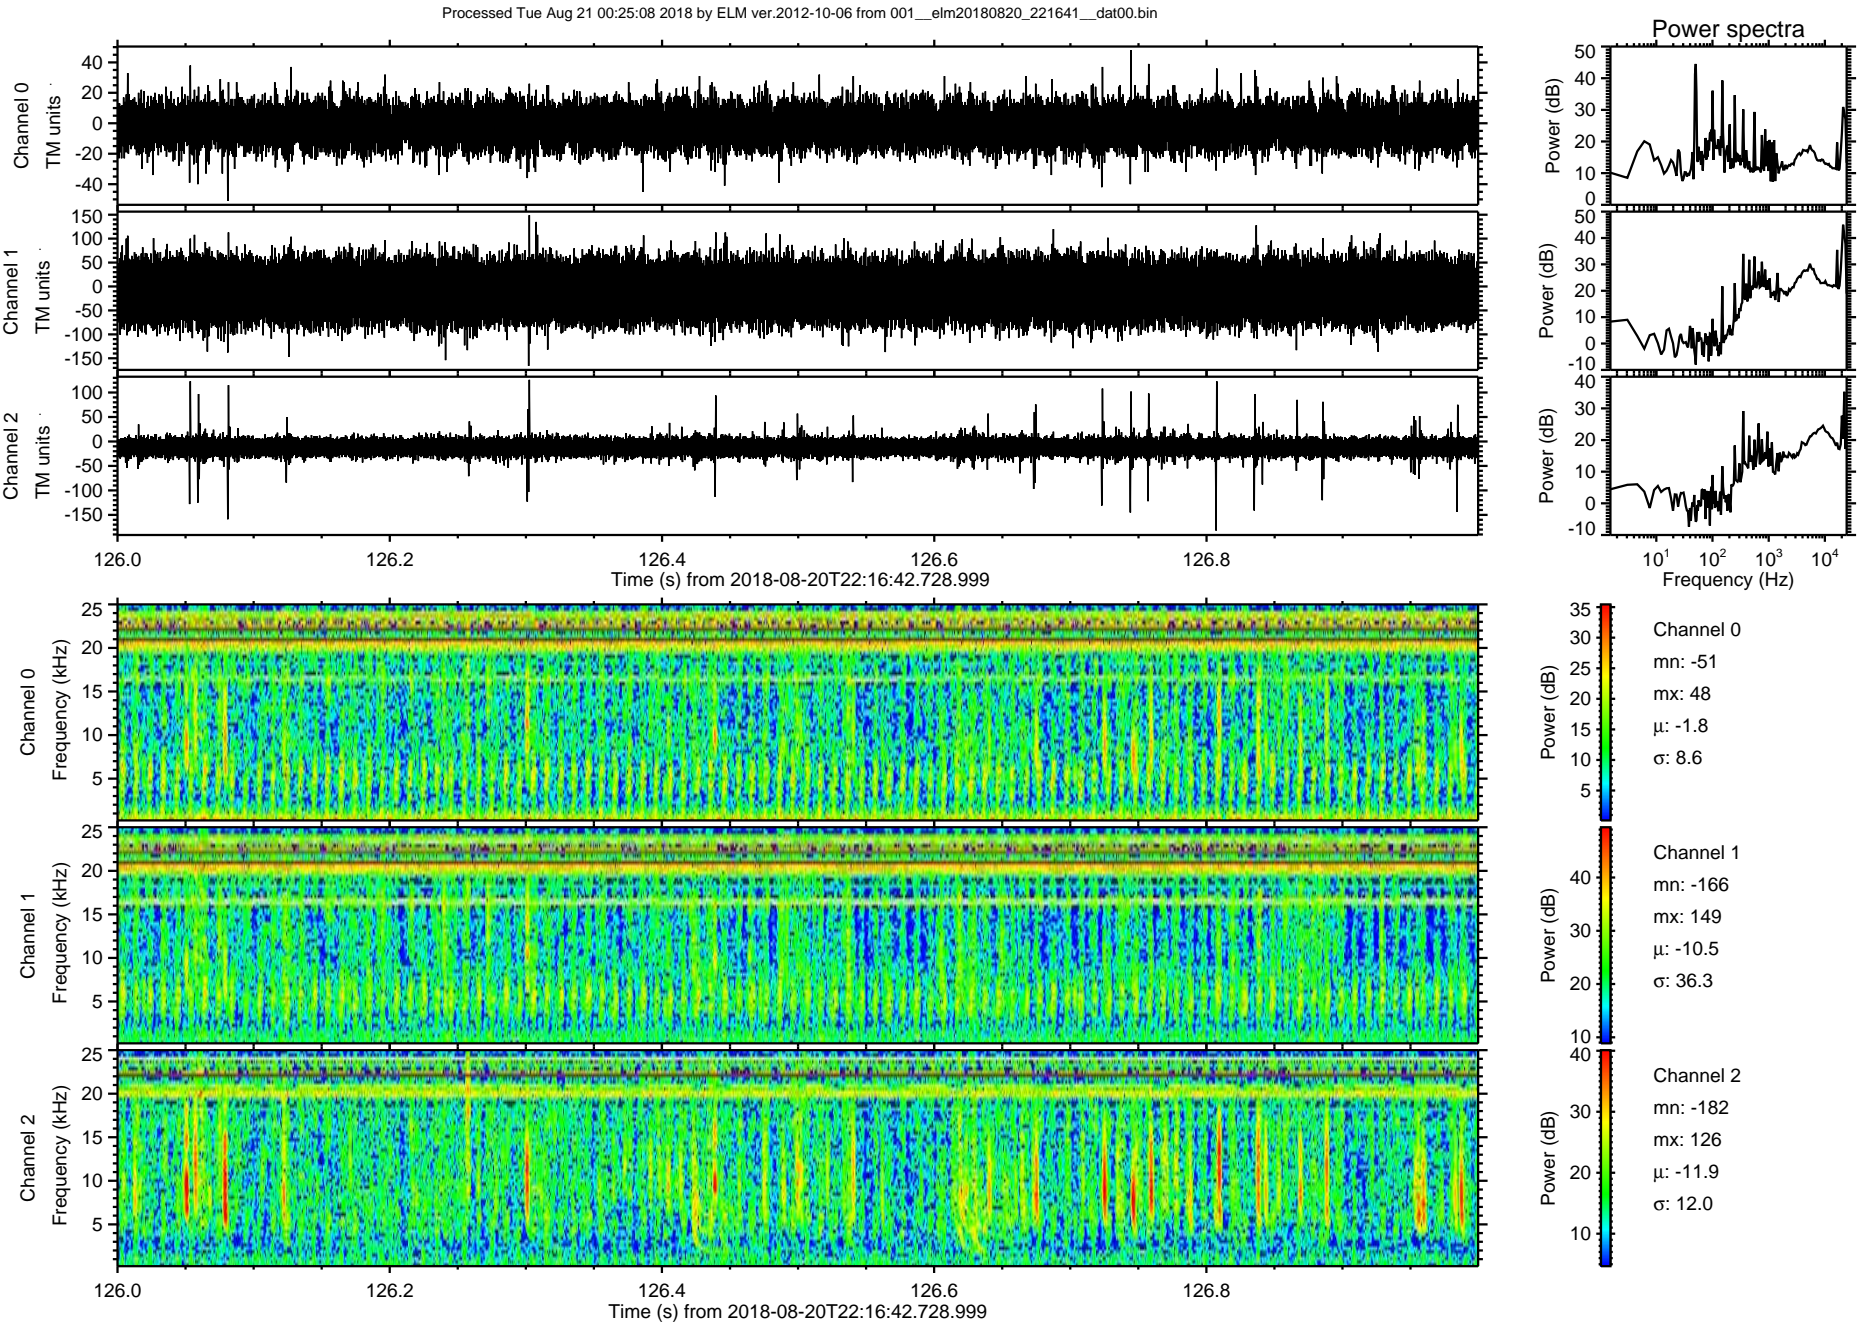 Processed Tue Aug 21 00:25:08 2018 by ELM ver.2012-10-06 from 001__elm20180820_221641__dat00.bin
Power spectra
Channel 0
TM units
40
20
0
-20
-40
Power (dB)
50
40
30
20
10
0
Channel 1
TM units
150
100
50
0
-50
-100
-150
Power (dB)
50
40
30
20
10
0
-10
Channel 2
TM units
100
50
0
-50
-100
-150
Power (dB)
40
30
20
10
0
-10
126.0 126.2 126.4 126.6 126.8
Time (s) from 2018-08-20T22:16:42.728.999
10¹ 10² 10³ 10⁴
Frequency (Hz)
Channel 0
Frequency (kHz)
25
20
15
10
5
Power (dB)
35
30
25
20
15
10
5
Channel 0
mn: -51
mx: 48
μ: -1.8
σ: 8.6
Channel 1
Frequency (kHz)
25
20
15
10
5
Power (dB)
40
30
20
10
Channel 1
mn: -166
mx: 149
μ: -10.5
σ: 36.3
Channel 2
Frequency (kHz)
25
20
15
10
5
Power (dB)
40
30
20
10
Channel 2
mn: -182
mx: 126
μ: -11.9
σ: 12.0
126.0 126.2 126.4 126.6 126.8
Time (s) from 2018-08-20T22:16:42.728.999